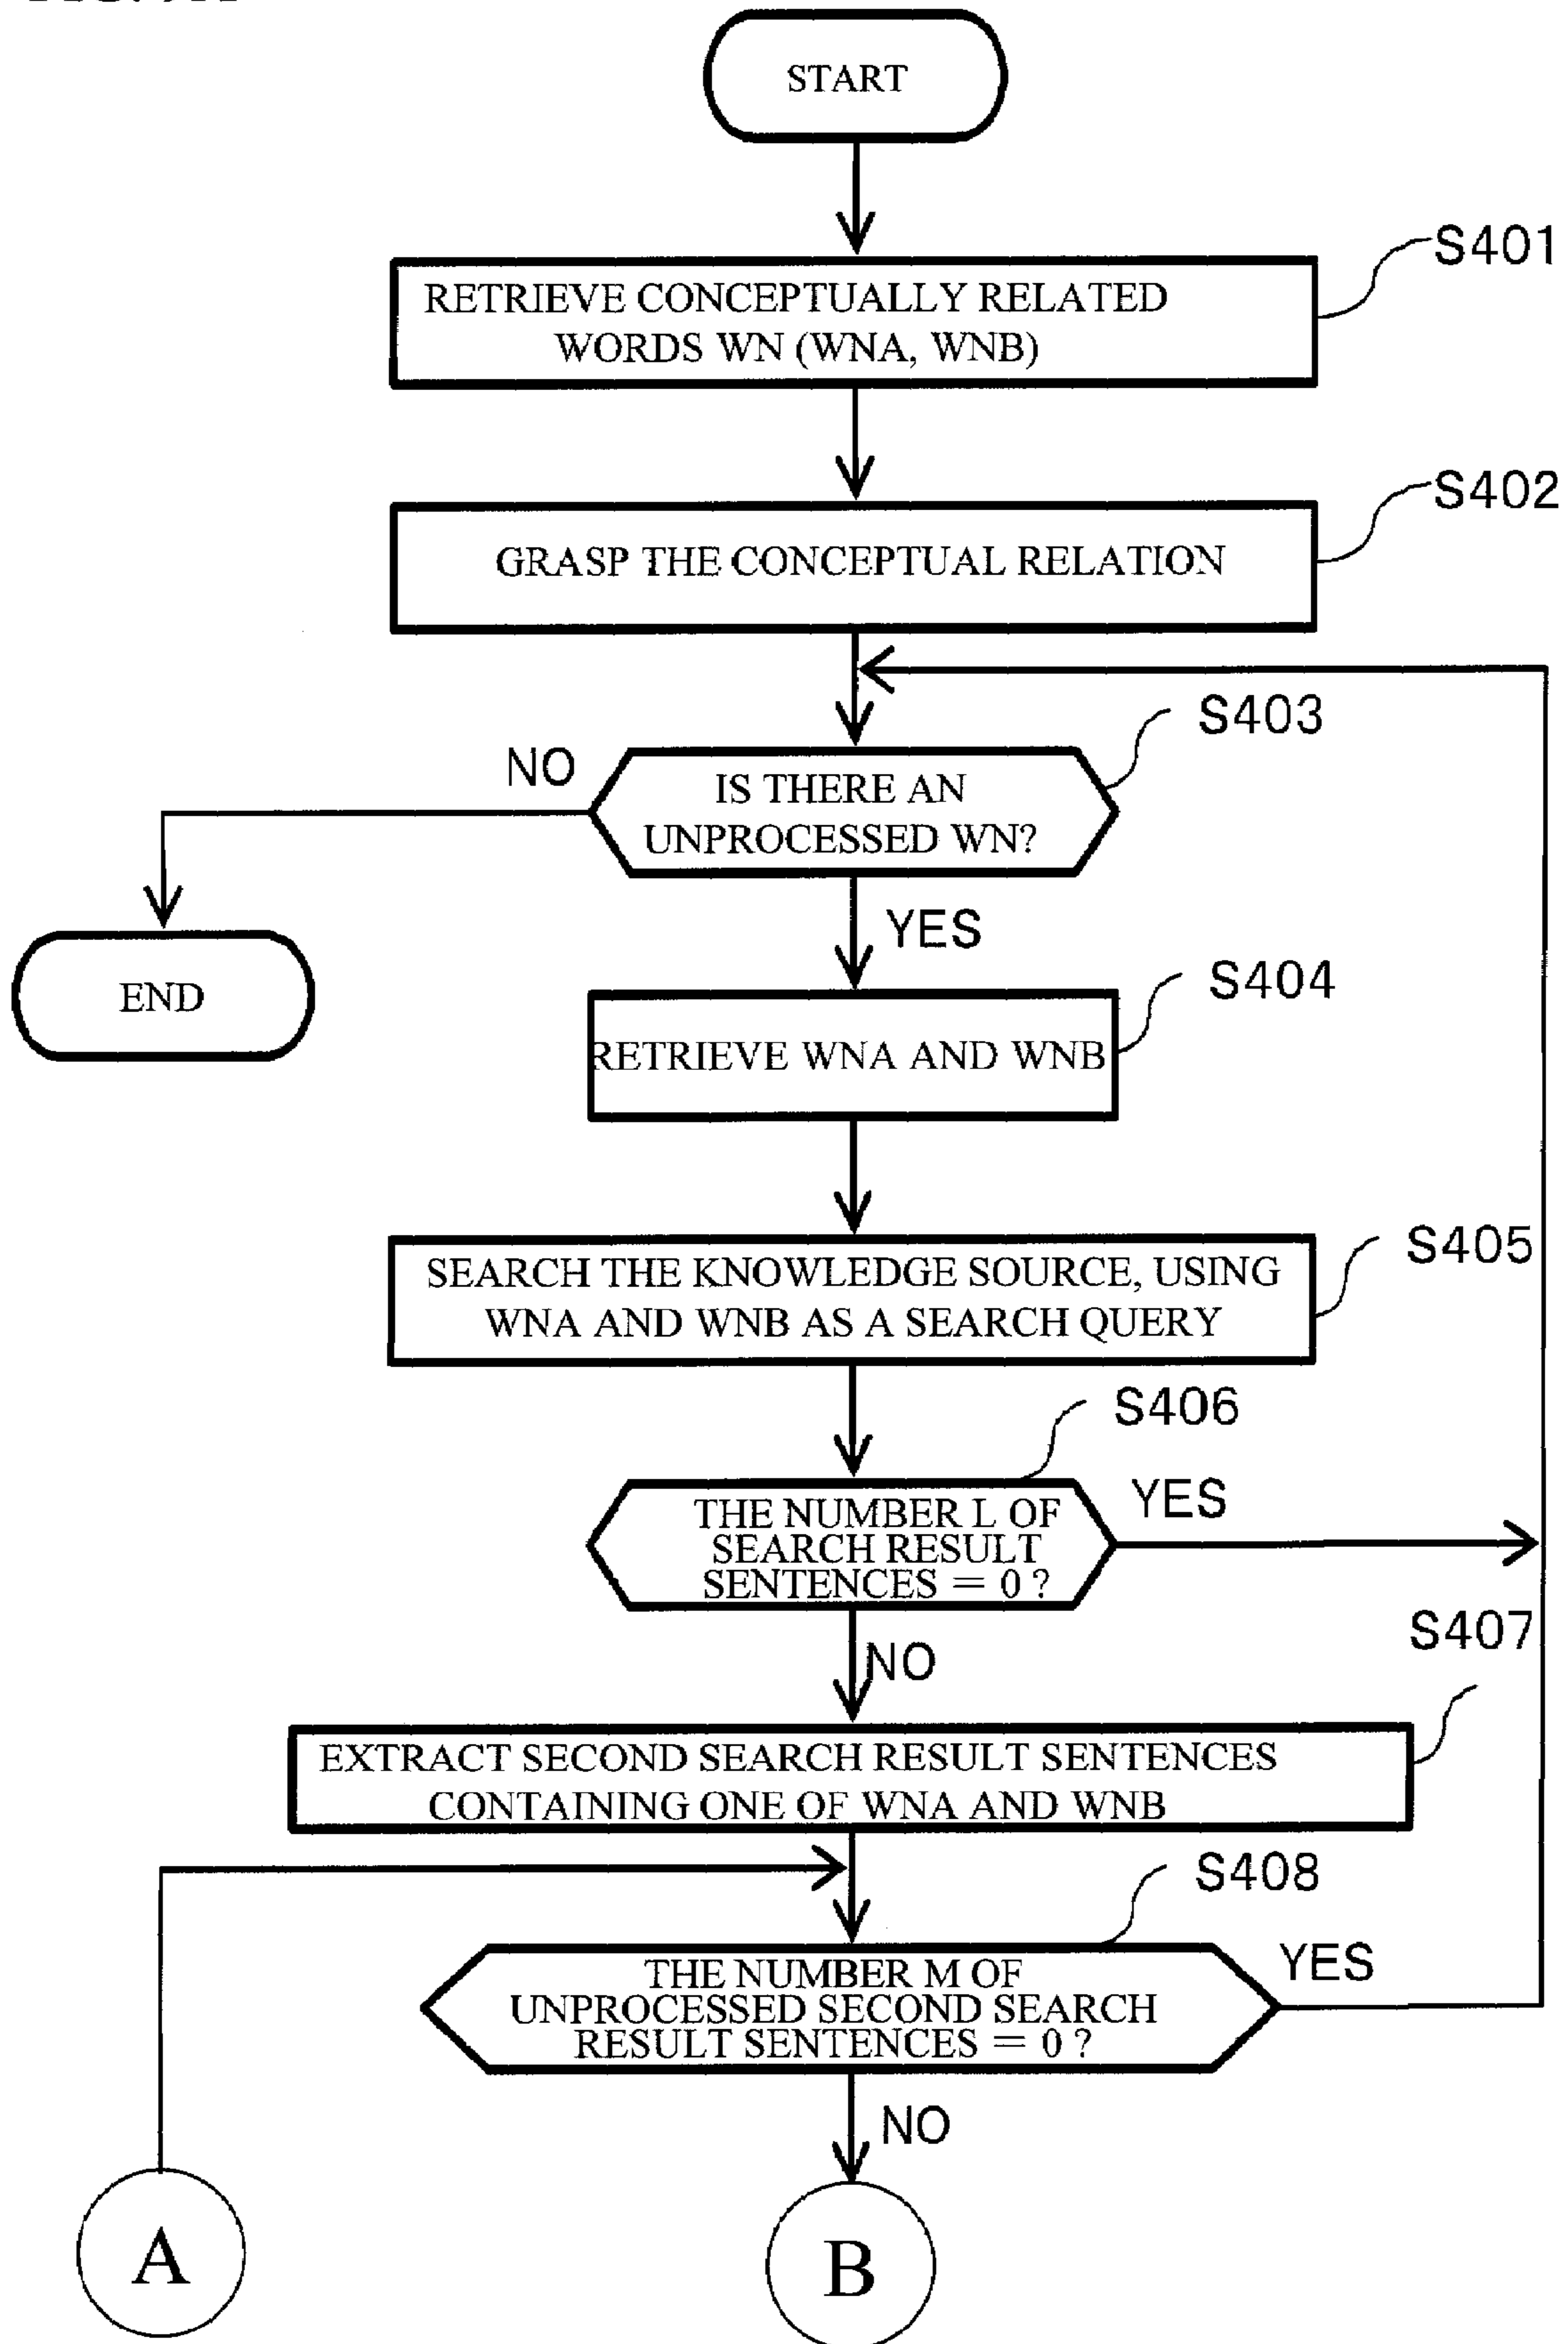 START
S401
RETRIEVE CONCEPTUALLY RELATED
WORDS WN (WNA, WNB)
S402
GRASP THE CONCEPTUAL RELATION
S403
NO
IS THERE AN
UNPROCESSED WN?
YES
END
S404
RETRIEVE WNA AND WNB
S405
SEARCH THE KNOWLEDGE SOURCE, USING
WNA AND WNB AS A SEARCH QUERY
S406
YES
THE NUMBER L OF
SEARCH RESULT
SENTENCES = 0 ?
NO
S407
EXTRACT SECOND SEARCH RESULT SENTENCES
CONTAINING ONE OF WNA AND WNB
S408
YES
THE NUMBER M OF
UNPROCESSED SECOND SEARCH
RESULT SENTENCES = 0 ?
NO
A
B